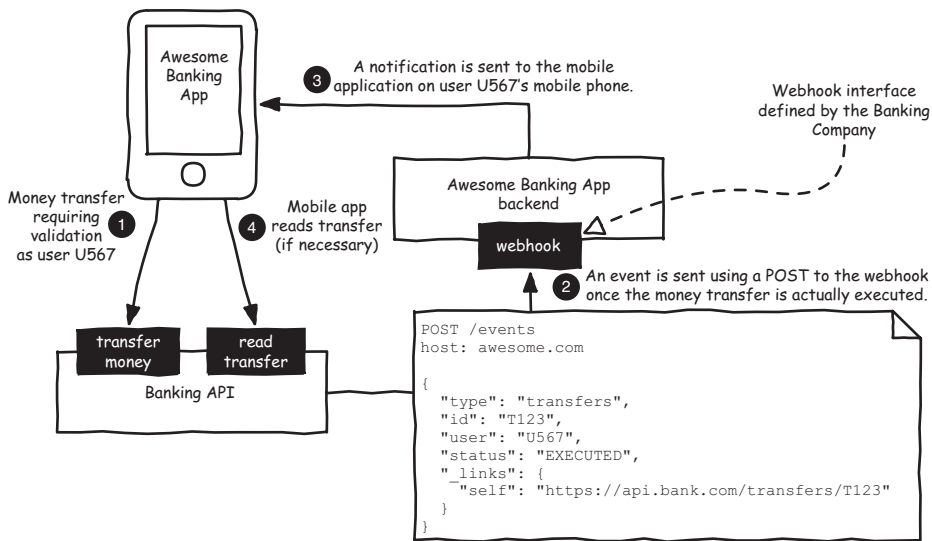 Awesome
Banking
App
3
A notification is sent to the mobile
application on user U567's mobile phone.
Webhook interface
defined by the Banking
Company
Awesome Banking App
backend
webhook
Money transfer
requiring
validation
as user U567
1
4
Mobile app
reads transfer
(if necessary)
2
An event is sent using a POST to the webhook
once the money transfer is actually executed.
transfer
money
read
transfer
Banking API
POST /events
host: awesome.com
{
"type": "transfers",
"id": "T123",
"user": "U567",
"status": "EXECUTED",
"_links": {
"self": "https://api.bank.com/transfers/T123"
}
}